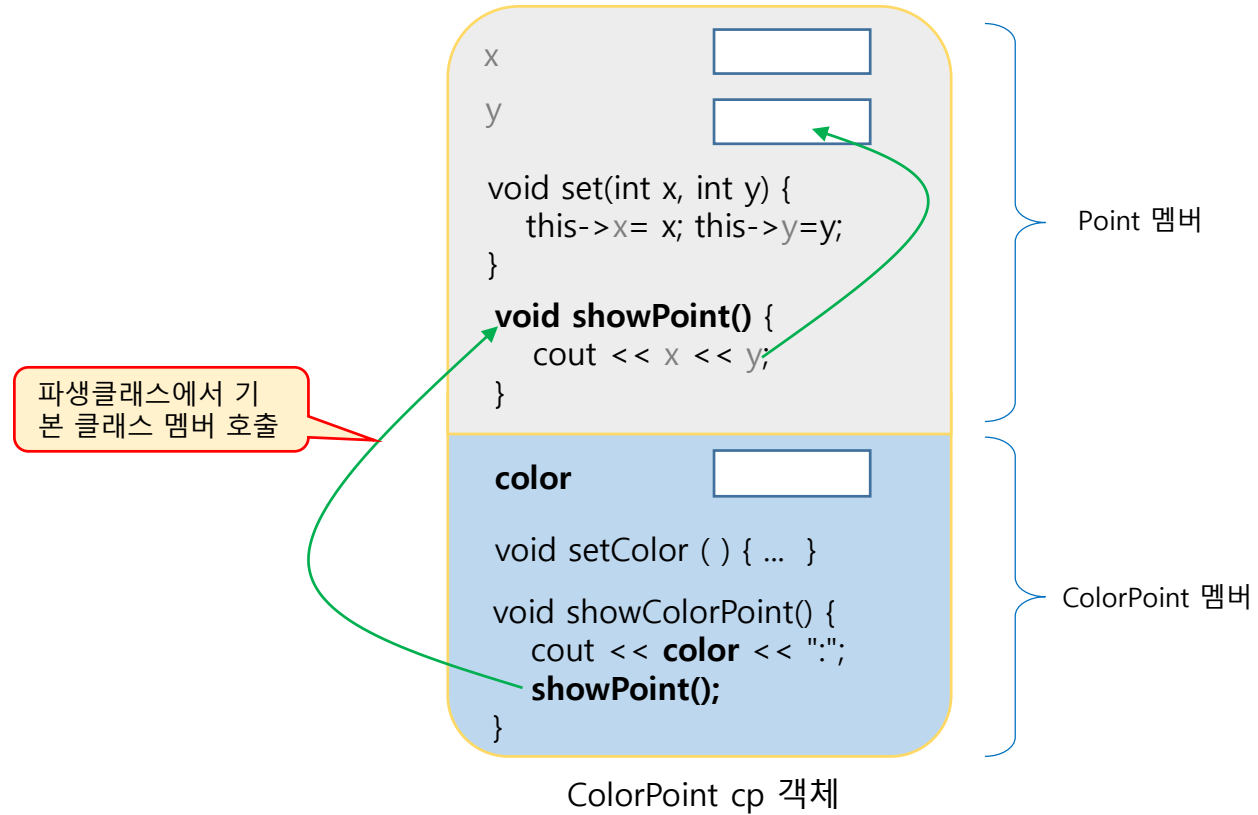 x
y
void set(int x, int y) {
this->x= x; this->y=y;
}
void showPoint() {
cout << x << y;
}
Point 멤버
파생클래스에서 기
본 클래스 멤버 호출
color
void setColor ( ) { ... }
void showColorPoint() {
cout << color << ":";
showPoint();
}
ColorPoint 멤버
ColorPoint cp 객체